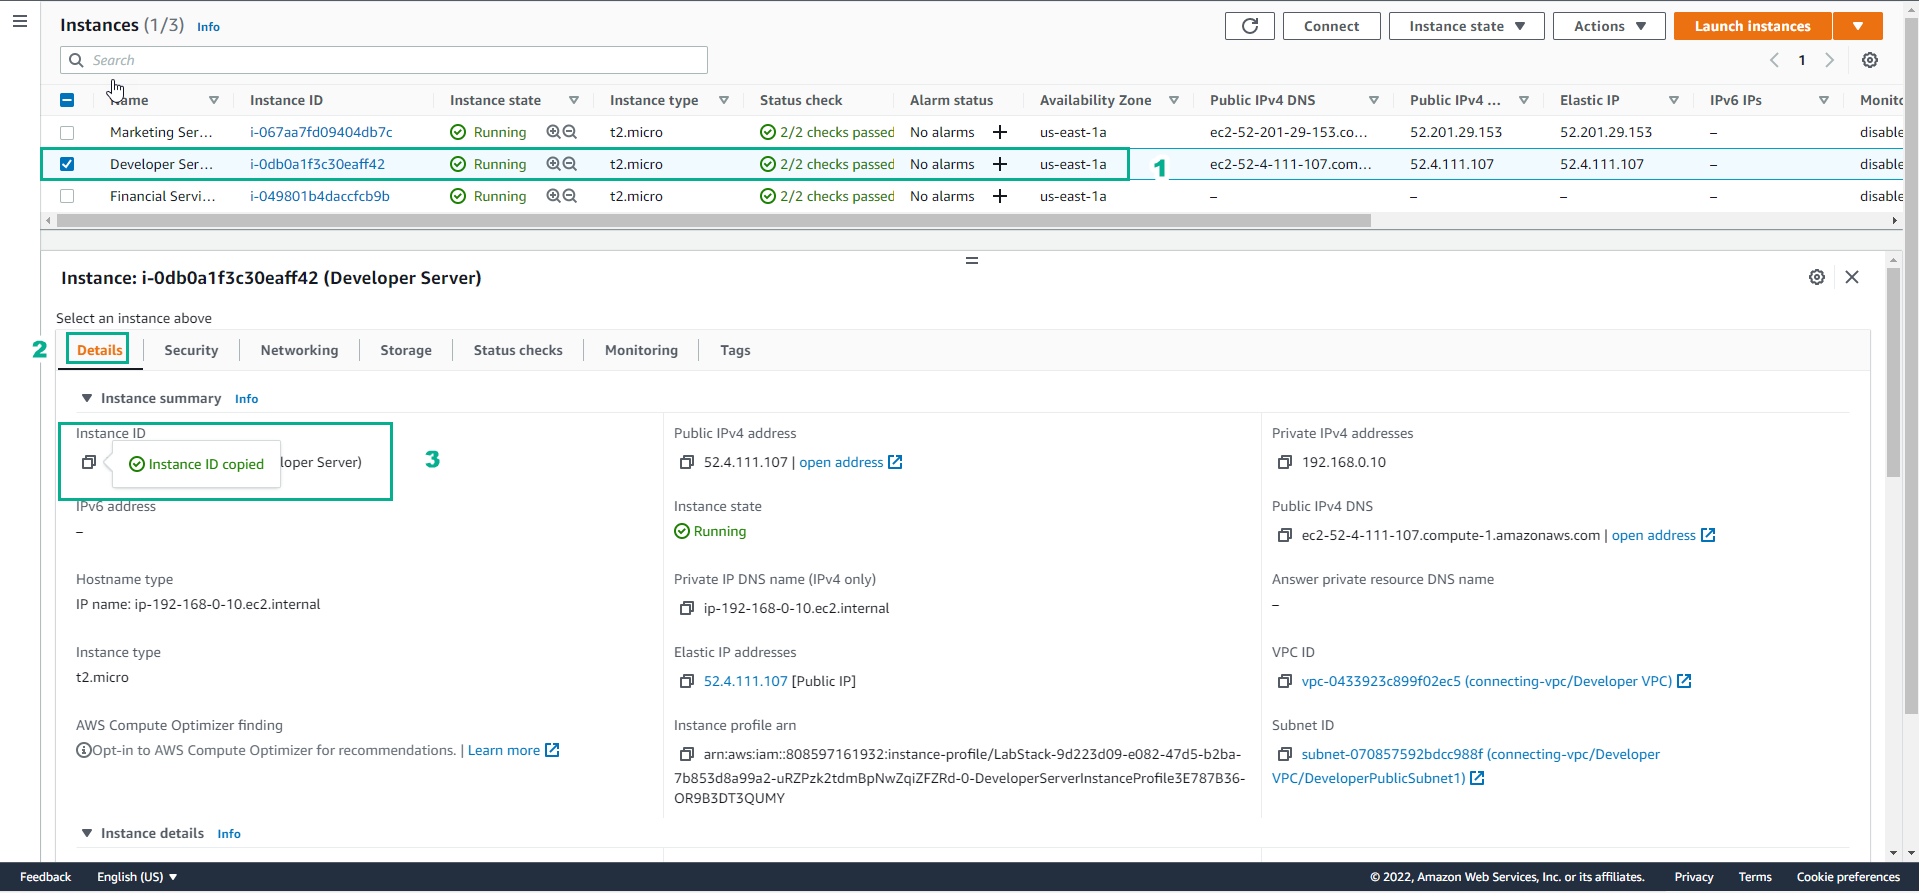 Instances (1/3) Info
Connect
Instance state
Actions
Launch instances
Search
1
Name Instance ID Instance state Instance type Status check Alarm status Availability Zone Public IPv4 DNS Public IPv4 ... Elastic IP IPv6 IPs Monito
Marketing Ser... i-067aa7fd09404db7c Running t2.micro 2/2 checks passed No alarms + us-east-1a ec2-52-201-29-153.co... 52.201.29.153 52.201.29.153 – disable
Developer Ser... i-0db0a1f3c30eaff42 Running t2.micro 2/2 checks passed No alarms + us-east-1a 1 ec2-52-4-111-107.com... 52.4.111.107 52.4.111.107 – disable
Financial Servi... i-049801b4daccfcb9b Running t2.micro 2/2 checks passed No alarms + us-east-1a – – – – disable
Instance: i-0db0a1f3c30eaff42 (Developer Server)
Select an instance above
2 Details Security Networking Storage Status checks Monitoring Tags
Instance summary Info
Instance ID
Instance ID copied
loper Server)
3
Public IPv4 address
52.4.111.107 | open address
Private IPv4 addresses
192.168.0.10
IPv6 address
–
Instance state
Running
Public IPv4 DNS
ec2-52-4-111-107.compute-1.amazonaws.com | open address
Hostname type
IP name: ip-192-168-0-10.ec2.internal
Private IP DNS name (IPv4 only)
ip-192-168-0-10.ec2.internal
Answer private resource DNS name
–
Instance type
t2.micro
Elastic IP addresses
52.4.111.107 [Public IP]
VPC ID
vpc-0433923c899f02ec5 (connecting-vpc/Developer VPC)
AWS Compute Optimizer finding
Opt-in to AWS Compute Optimizer for recommendations. | Learn more
Instance profile arn
arn:aws:iam::808597161932:instance-profile/LabStack-9d223d09-e082-47d5-b2ba-
7b853d8a99a2-uRZPzk2tdmBpNwZqiZFZRd-0-DeveloperServerInstanceProfile3E787B36-
OR9B3DT3QUMY
Subnet ID
subnet-070857592bdcc988f (connecting-vpc/Developer
VPC/DeveloperPublicSubnet1)
Instance details Info
Feedback English (US) © 2022, Amazon Web Services, Inc. or its affiliates. Privacy Terms Cookie preferences